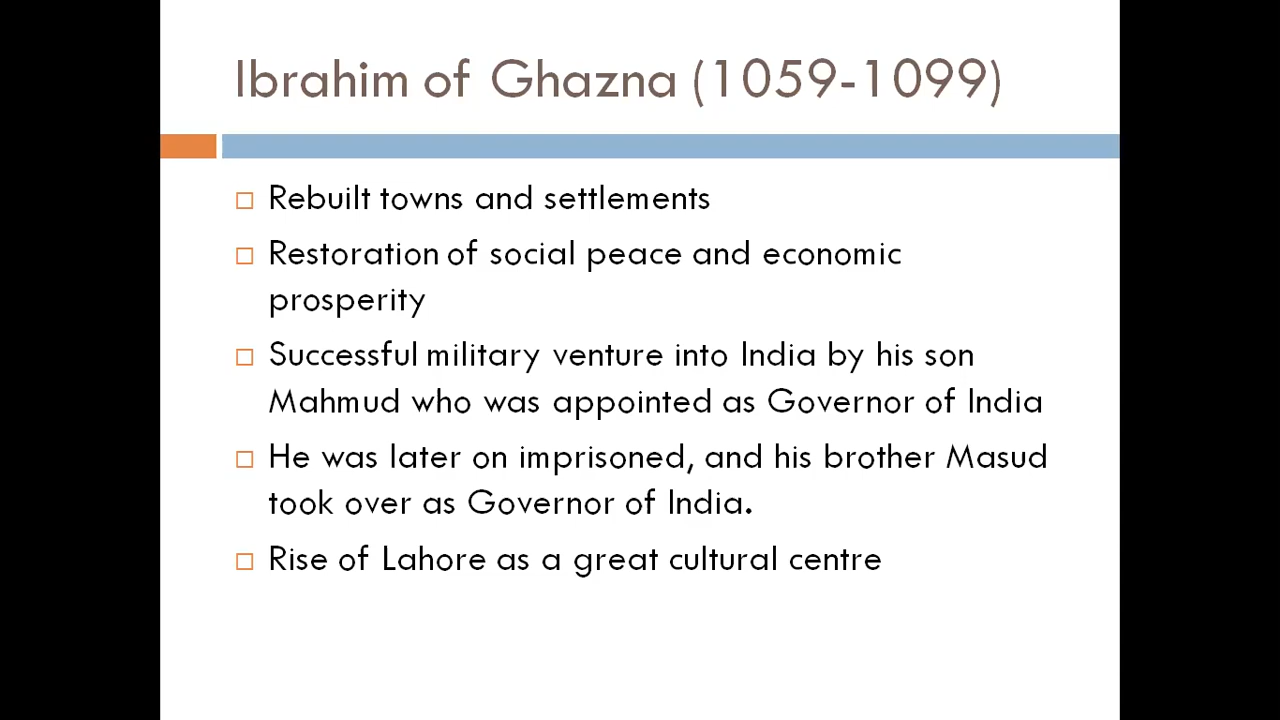 Ibrahim of Ghazna (1059-1099)
Rebuilt towns and settlements
Restoration of social peace and economic
prosperity
Successful military venture into India by his son
Mahmud who was appointed as Governor of India
He was later on imprisoned, and his brother Masud
took over as Governor of India.
Rise of Lahore as a great cultural centre